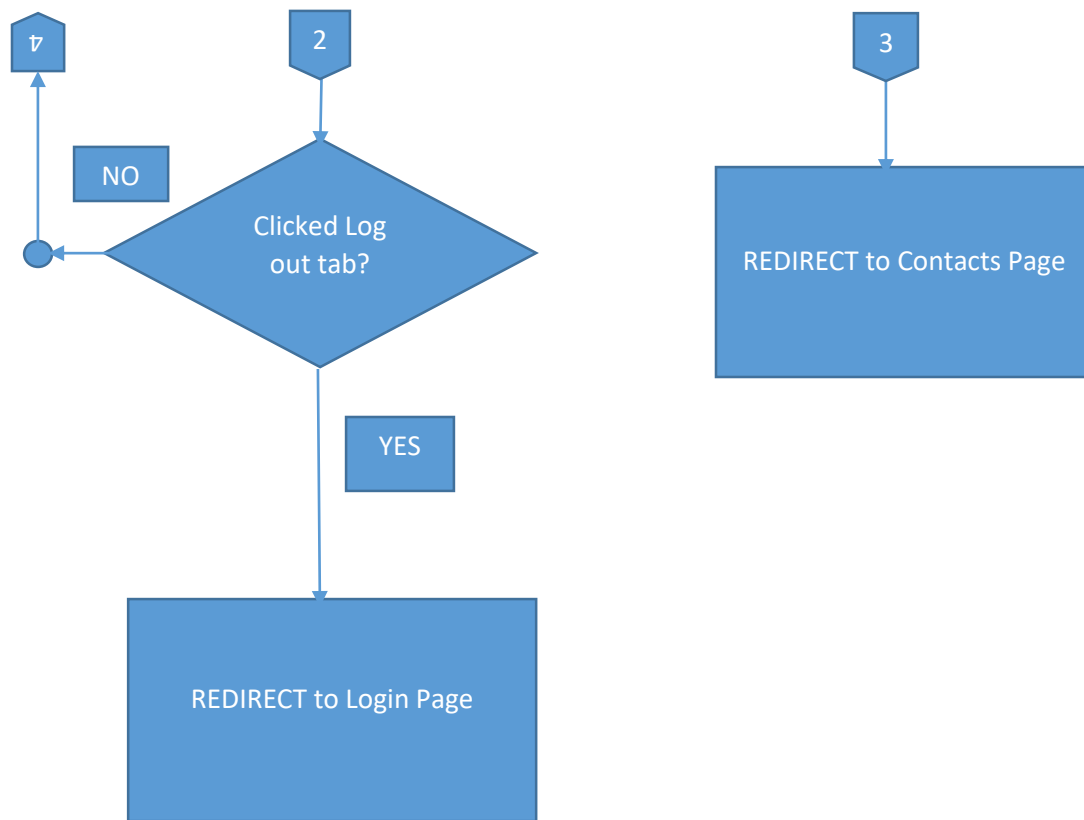 4
2
3
NO
Clicked Log
out tab?
REDIRECT to Contacts Page
YES
REDIRECT to Login Page